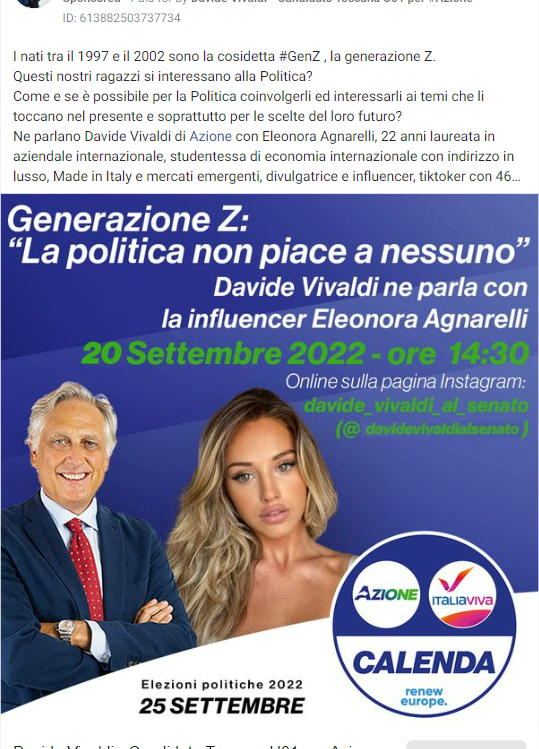 ID: 613882503737734
I nati tra il 1997 e il 2002 sono la cosidetta #GenZ , la generazione Z.
Questi nostri ragazzi si interessano alla Politica?
Come e se è possibile per la Politica coinvolgerli ed interessarli ai temi che li
toccano nel presente e soprattutto per le scelte del loro futuro?
Ne parlano Davide Vivaldi di Azione con Eleonora Agnarelli, 22 anni laureata in
aziendale internazionale, studentessa di economia internazionale con indirizzo in
lusso, Made in Italy e mercati emergenti, divulgatrice e influencer, tiktoker con 46...
Generazione Z:
“La politica non piace a nessuno”
Davide Vivaldi ne parla con
la influencer Eleonora Agnarelli
20 Settembre 2022 - ore 14:30
Online sulla pagina Instagram:
davide_vivaldi_al_senato
(@ davidevivaldialsenato)
AZIONE
ITALIAVIVA
CALENDA
renew
europe.
Elezioni politiche 2022
25 SETTEMBRE